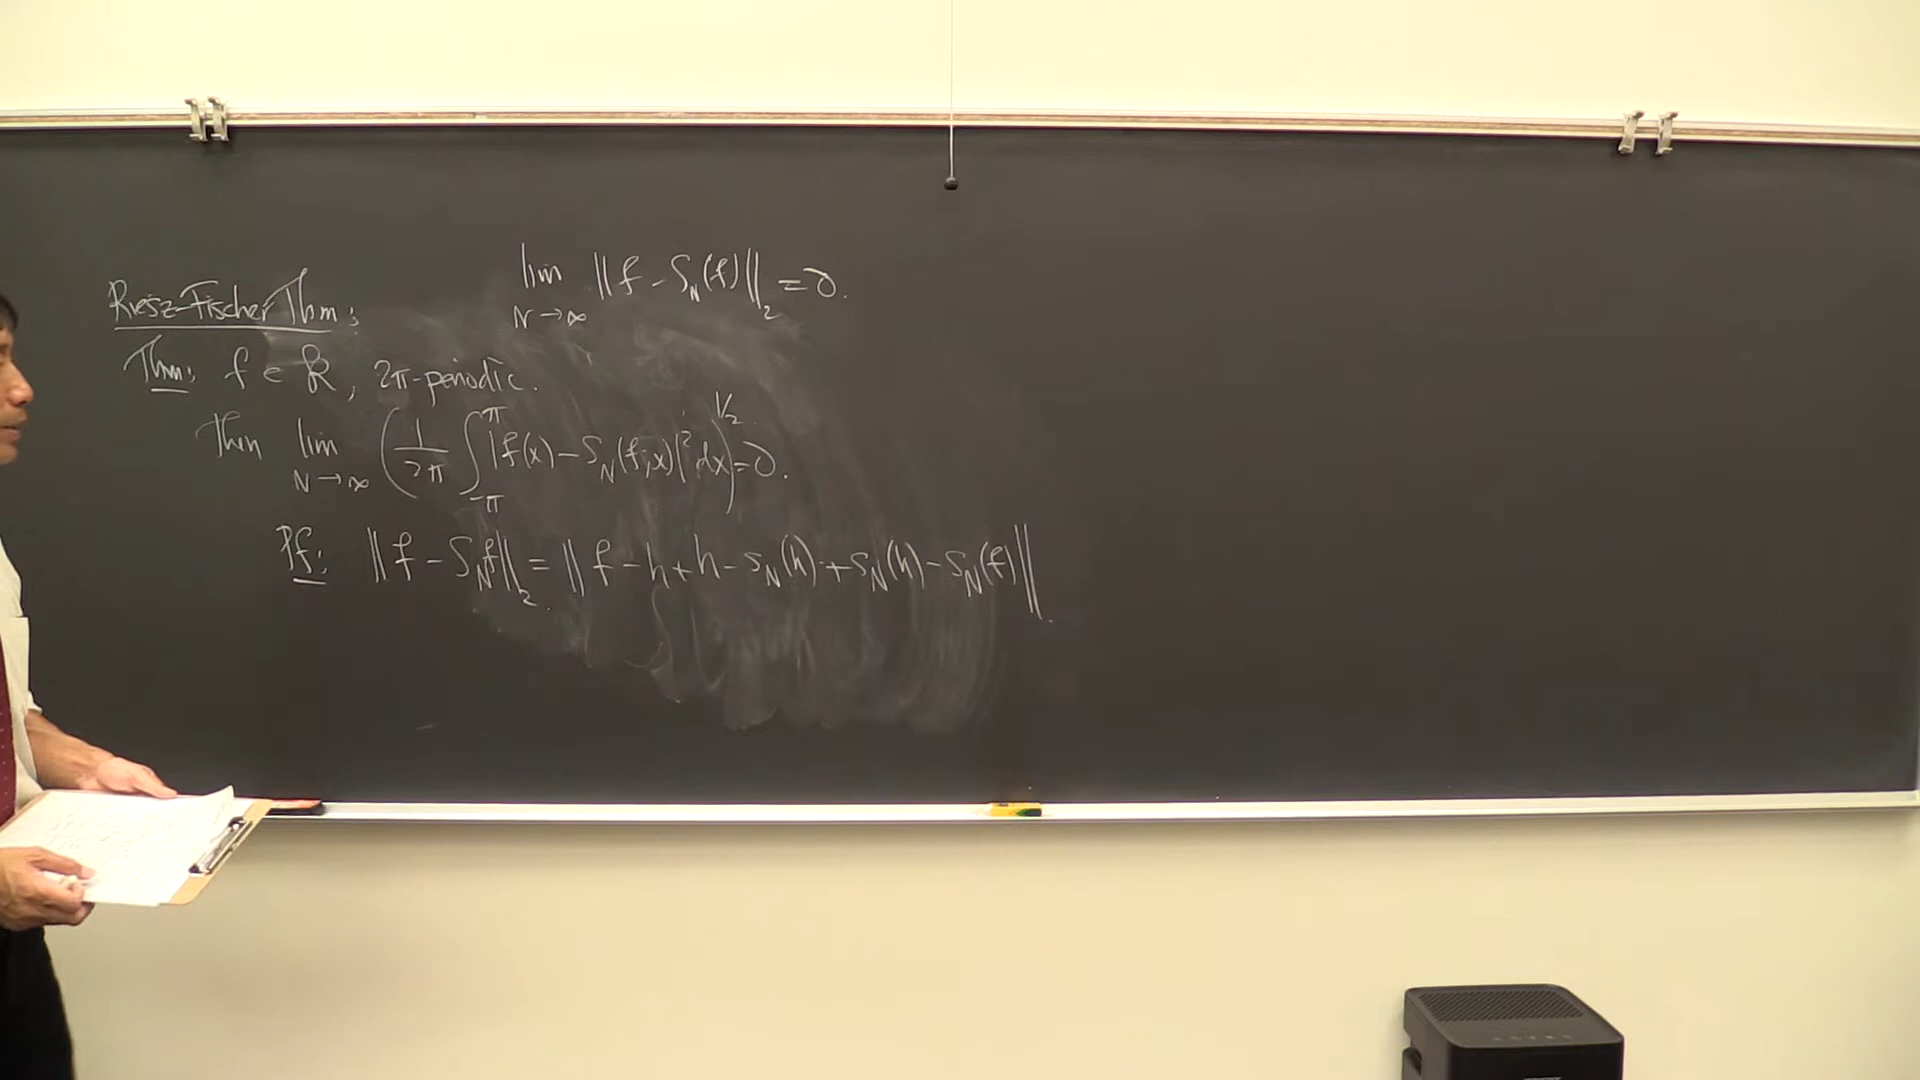 lim ‖f - S_N(f)‖_2 = 0.
N→∞
Riesz-Fischer Thm:
Thm: f ∈ R, 2π-periodic.
Then lim_{N→∞} (1/2π ∫_{-π}^{π} |f(x) - S_N(f;x)|^2 dx)^{1/2} = 0.
Pf: ‖f - S_N f‖_2 = ‖f - h + h - S_N(h) + S_N(h) - S_N(f)‖